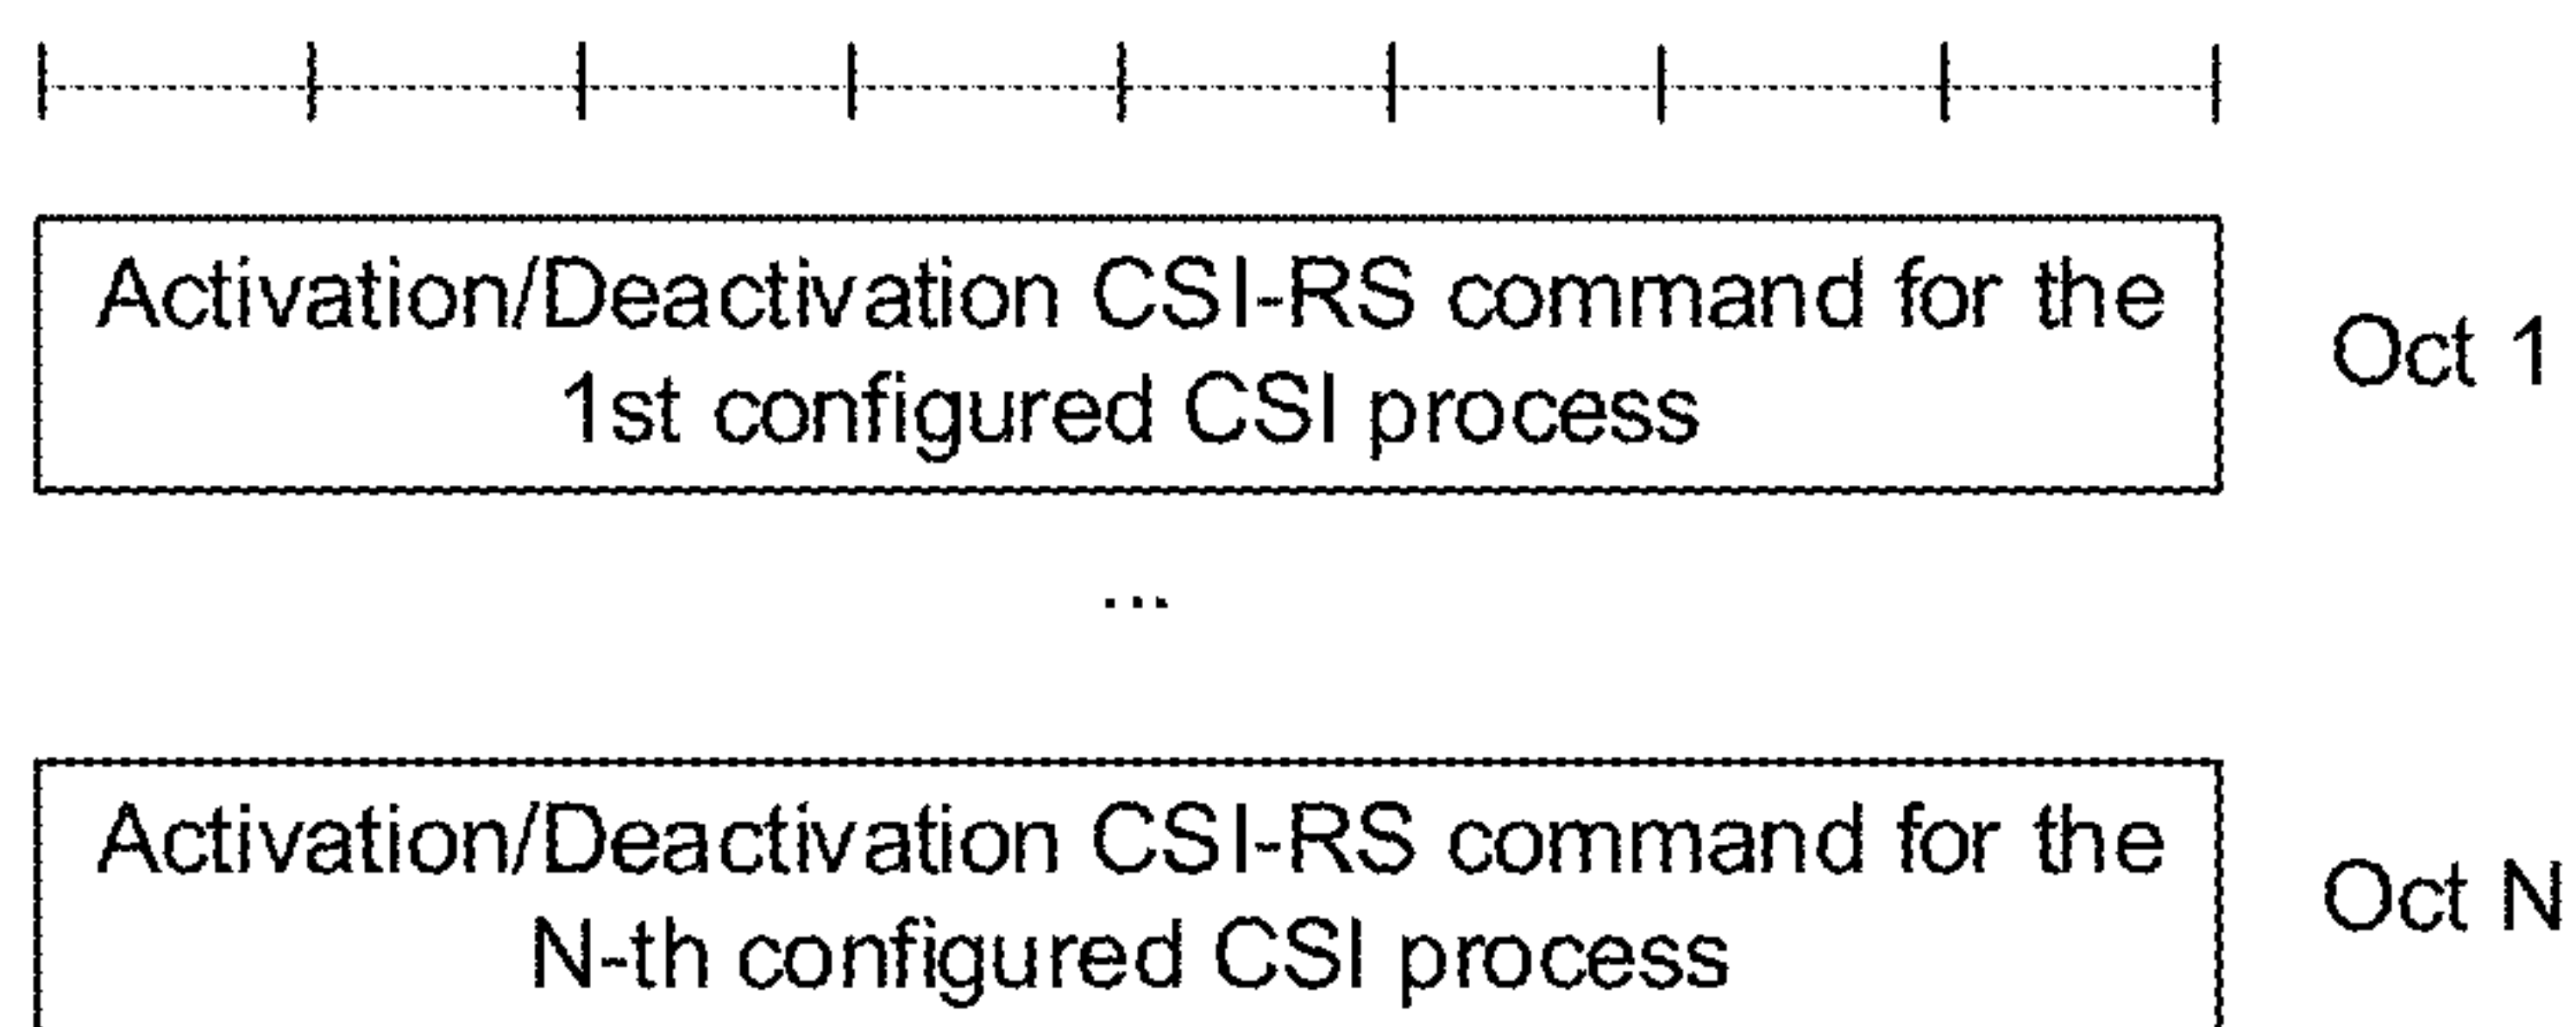 Activation/Deactivation CSI-RS command for the
1st configured CSI process
Oct 1
...
Activation/Deactivation CSI-RS command for the
N-th configured CSI process
Oct N